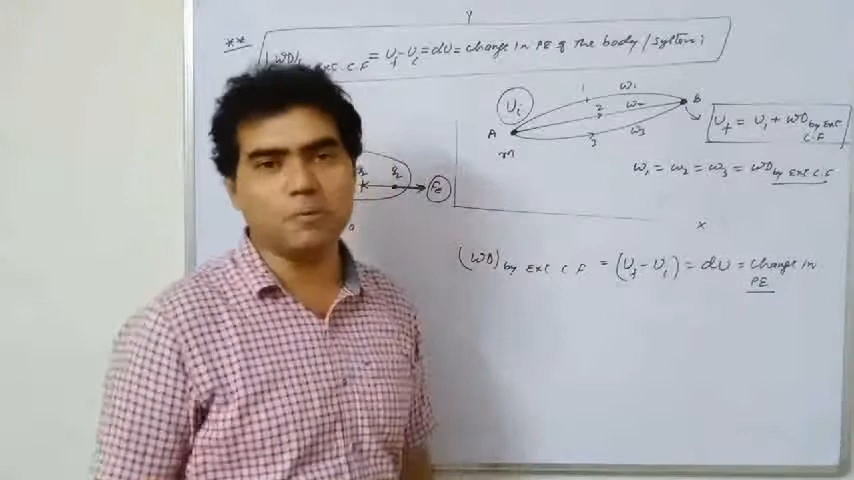 **
(WD) Ext. C.F = Uf - Ui = dU = change in PE of the body / system ;
Y
1 W1
2 W2
3 W3
Ui
A
m
B
Uf = Ui + WD by Ext
C.F
W1 = W2 = W3 = WD by Ext C.F
X
Fe
(WD) by Ext C F = (Uf - Ui) = dU = change in
PE